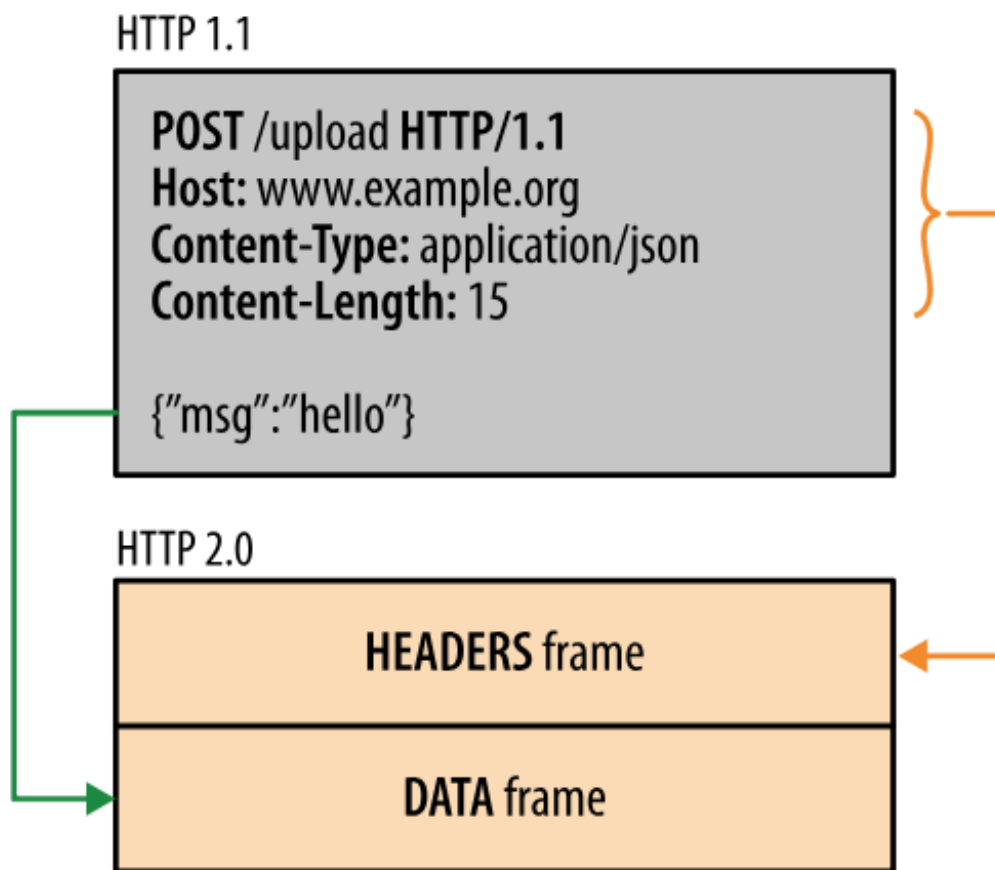 HTTP 1.1
POST /upload HTTP/1.1
Host: www.example.org
Content-Type: application/json
Content-Length: 15
{”msg”:”hello”}
HTTP 2.0
HEADERS frame
DATA frame